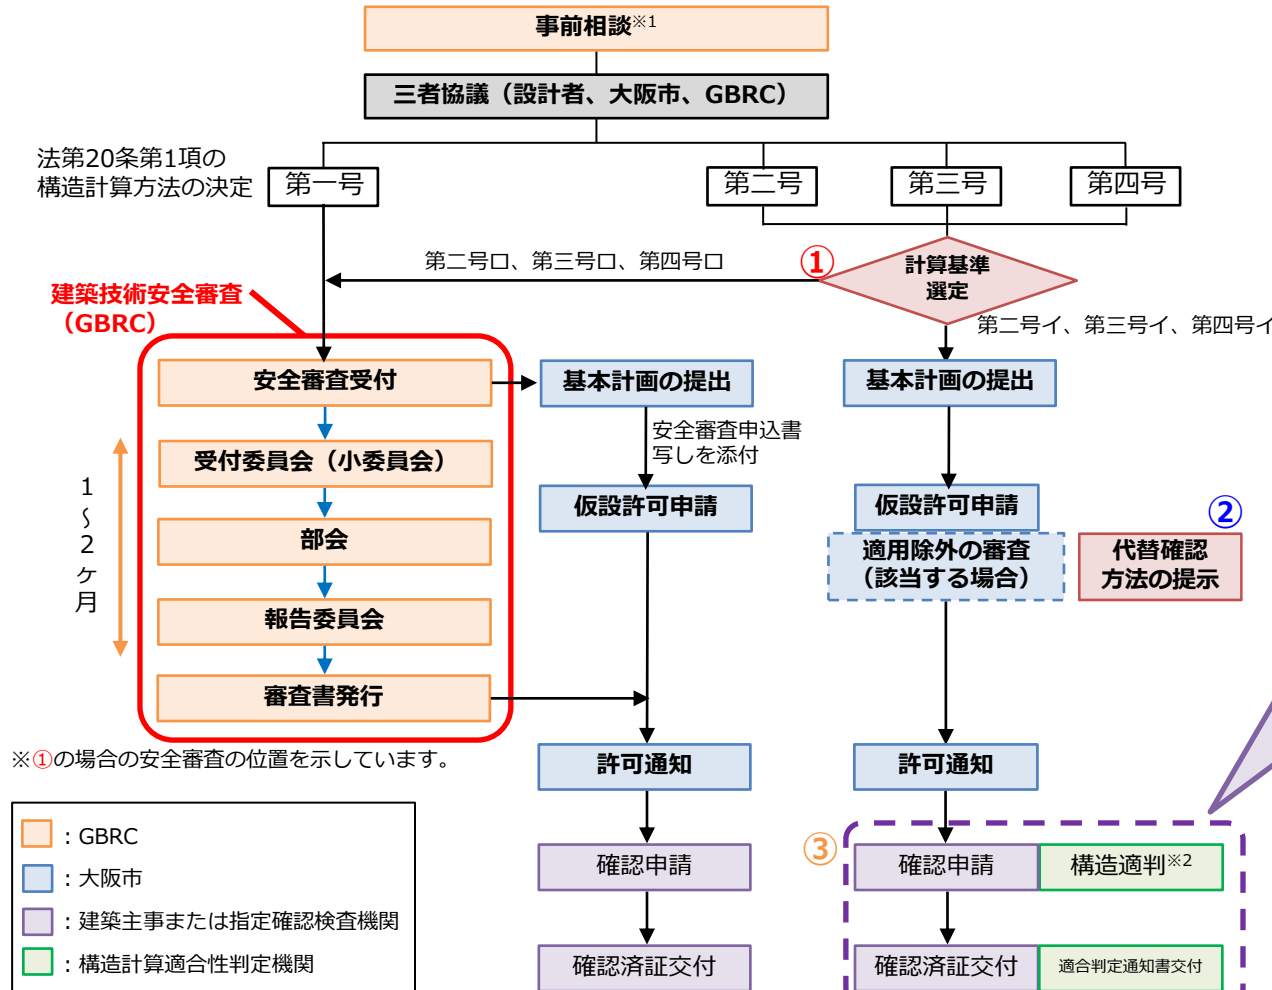 事前相談※1
三者協議（設計者、大阪市、GBRC）
法第20条第1項の
構造計算方法の決定
第一号
第二号
第三号
第四号
第二号ロ、第三号ロ、第四号ロ
①
計算基準
選定
第二号イ、第三号イ、第四号イ
建築技術安全審査
（GBRC）
安全審査受付
基本計画の提出
基本計画の提出
安全審査申込書
写しを添付
受付委員会（小委員会）
1～2ヶ月
仮設許可申請
仮設許可申請
②
部会
適用除外の審査
（該当する場合）
代替確認
方法の提示
報告委員会
審査書発行
※①の場合の安全審査の位置を示しています。
許可通知
許可通知
：GBRC
：大阪市
：建築主事または指定確認検査機関
：構造計算適合性判定機関
確認申請
③
確認申請
構造適判※2
確認済証交付
確認済証交付
適合判定通知書交付